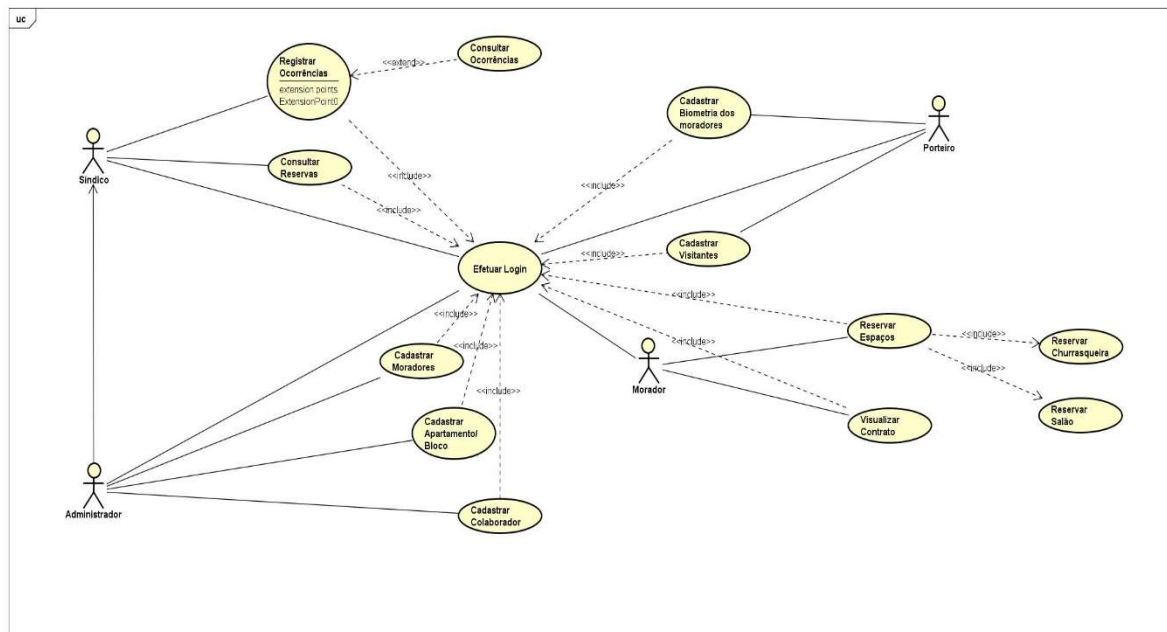 uc
Registrar
Ocorrências
extension points
ExtensionPoint0
<<extend>>
Consultar
Ocorrências
Cadastrar
Biometria dos
moradores
Porteiro
Síndico
Consultar
Reservas
<<include>>
<<include>>
<<include>>
Efetuar Login
<<include>>
Cadastrar
Visitantes
<<include>>
<<include>>
Cadastrar
Moradores
<<include>>
<<include>>
Cadastrar
Apartamento/
Bloco
<<include>>
Cadastrar
Colaborador
Administrador
Morador
Reservar
Espaços
<<include>>
Reservar
Churrasqueira
<<include>>
Reservar
Salão
Visualizar
Contrato